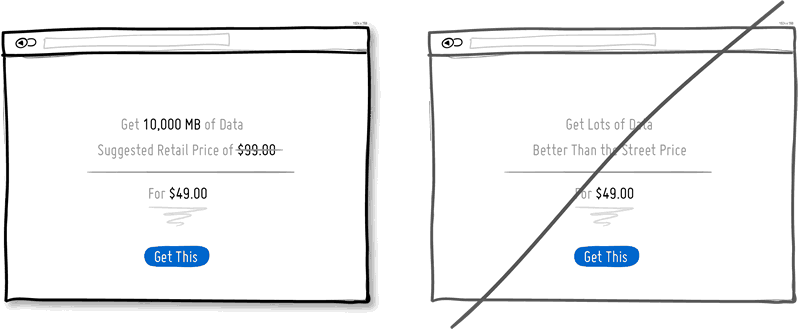 Get 10,000 MB of Data
Suggested Retail Price of $99.00
For $49.00
Get This
Get Lots of Data
Better Than the Street Price
For $49.00
Get This